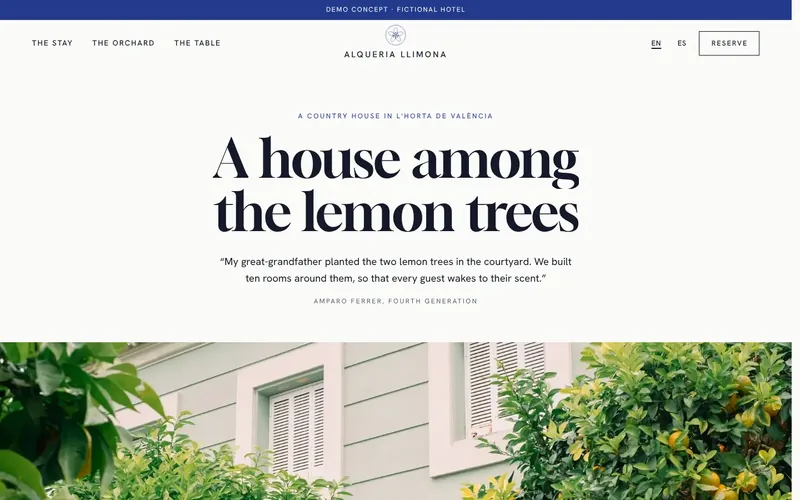 DEMO CONCEPT · FICTIONAL HOTEL
THE STAY
THE ORCHARD
THE TABLE
ALQUERIA LLIMONA
EN
ES
RESERVE
A COUNTRY HOUSE IN L'HORTA DE VALÈNCIA
A house among
the lemon trees
“My great-grandfather planted the two lemon trees in the courtyard. We built
ten rooms around them, so that every guest wakes to their scent.”
AMPARO FERRER, FOURTH GENERATION